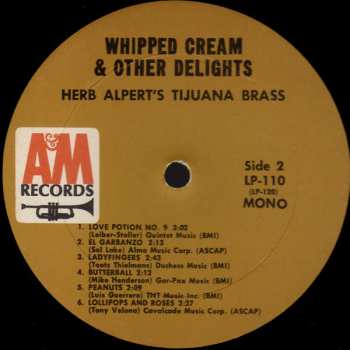 WHIPPED CREAM
& OTHER DELIGHTS
HERB ALPERT'S TIJUANA BRASS
A&M
RECORDS
Side 2
LP-110
(LP-120)
MONO
1. LOVE POTION NO. 9 3:02
(Leiber-Stoller) Quintet Music (BMI)
2. EL GARBANZO 2:13
(Sol Lake) Almo Music Corp. (ASCAP)
3. LADYFINGERS 2:43
(Toots Thielmans) Duchess Music (BMI)
4. BUTTERBALL 2:12
(Mike Henderson) Gar-Pax Music (BMI)
5. PEANUTS 2:09
(Luis Guerrero) TNT Music-Inc. (BMI)
6. LOLLIPOPS AND ROSES 2:27
(Tony Velona) Cavalcade Music Corp. (ASCAP)